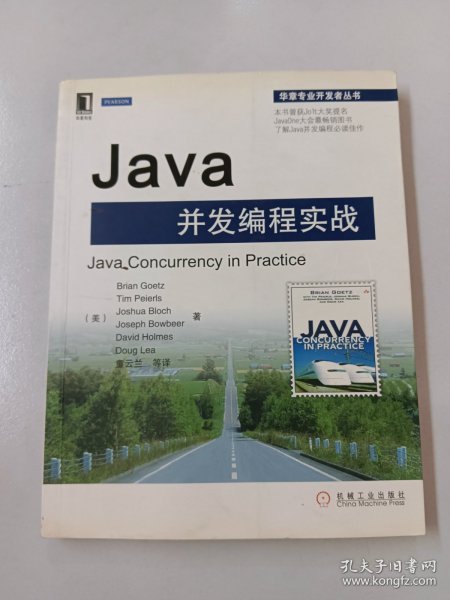 华章专业开发者丛书
PEARSON
本书曾获Jolt大奖提名
JavaOne大会最畅销图书
了解Java并发编程必读佳作
Java
并发编程实战
Java Concurrency in Practice
Brian Goetz
Tim Peierls
Joshua Bloch
(美)
Joseph Bowbeer
著
David Holmes
Doug Lea
童云兰 等译
BRIAN GOETZ
JAVA
CONCURRENCY
IN PRACTICE
机械工业出版社
China Machine Press
孔夫子旧书网
www.kongfz.com